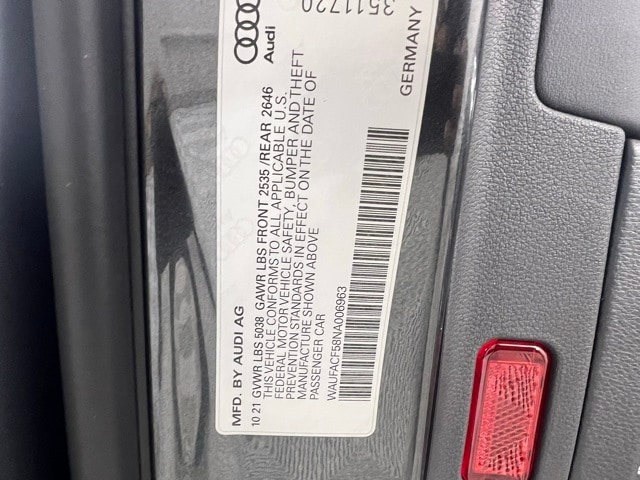 3511720
Audi
GERMANY
MFD. BY AUDI AG
10 21 GVWR LBS 5038 GAWR LBS FRONT 2535 /REAR 2646
THIS VEHICLE CONFORMS TO ALL APPLICABLE U.S.
FEDERAL MOTOR VEHICLE SAFETY, BUMPER AND THEFT
PREVENTION STANDARDS IN EFFECT ON THE DATE OF
MANUFACTURE SHOWN ABOVE
PASSENGER CAR
WAUFACF58NA006963